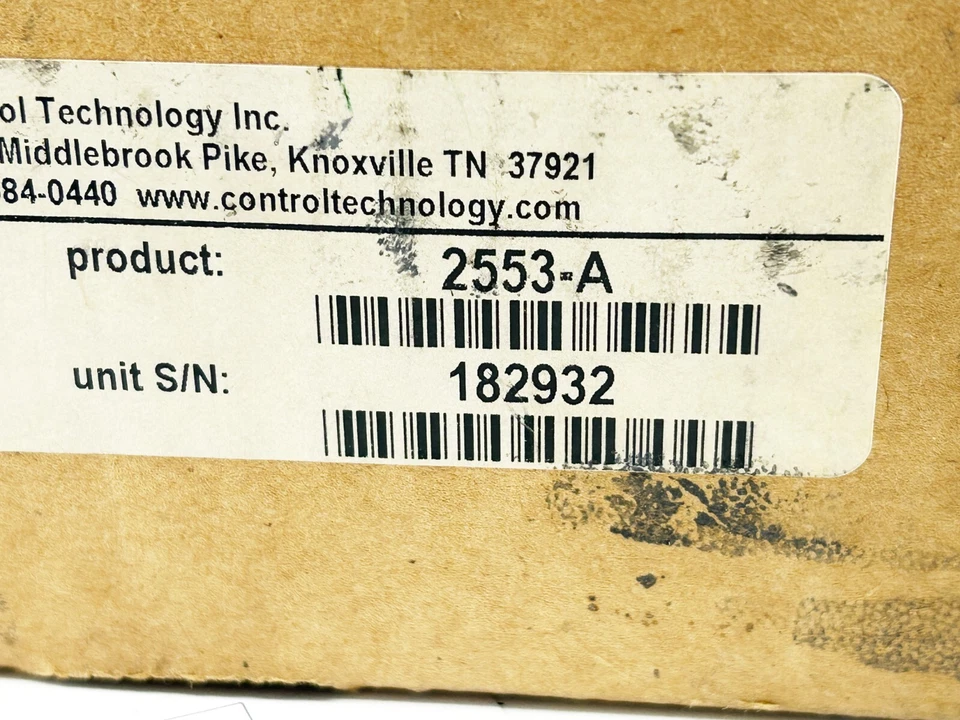 ol Technology Inc.
Middlebrook Pike, Knoxville TN 37921
84-0440 www.controltechnology.com
product: 2553-A
unit S/N: 182932